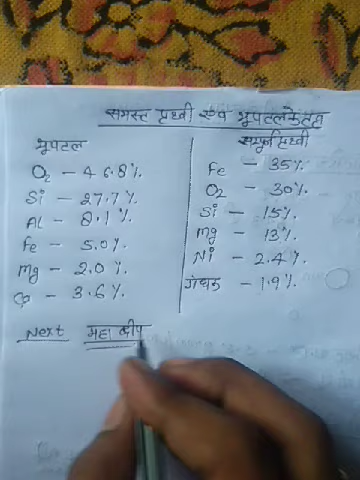 समस्त पृथ्वी एवं भूपटल के तत्व
भूपटल
O₂ - 46.8%.
Si - 27.7%.
Al - 8.1%.
Fe - 5.0%.
Mg - 2.0%.
Ca - 3.6%.
सम्पूर्ण पृथ्वी
Fe - 35%.
O₂ - 30%.
Si - 15%.
Mg - 13%.
Ni - 2.4%.
गंधक - 1.9%.
Next महाद्वीप